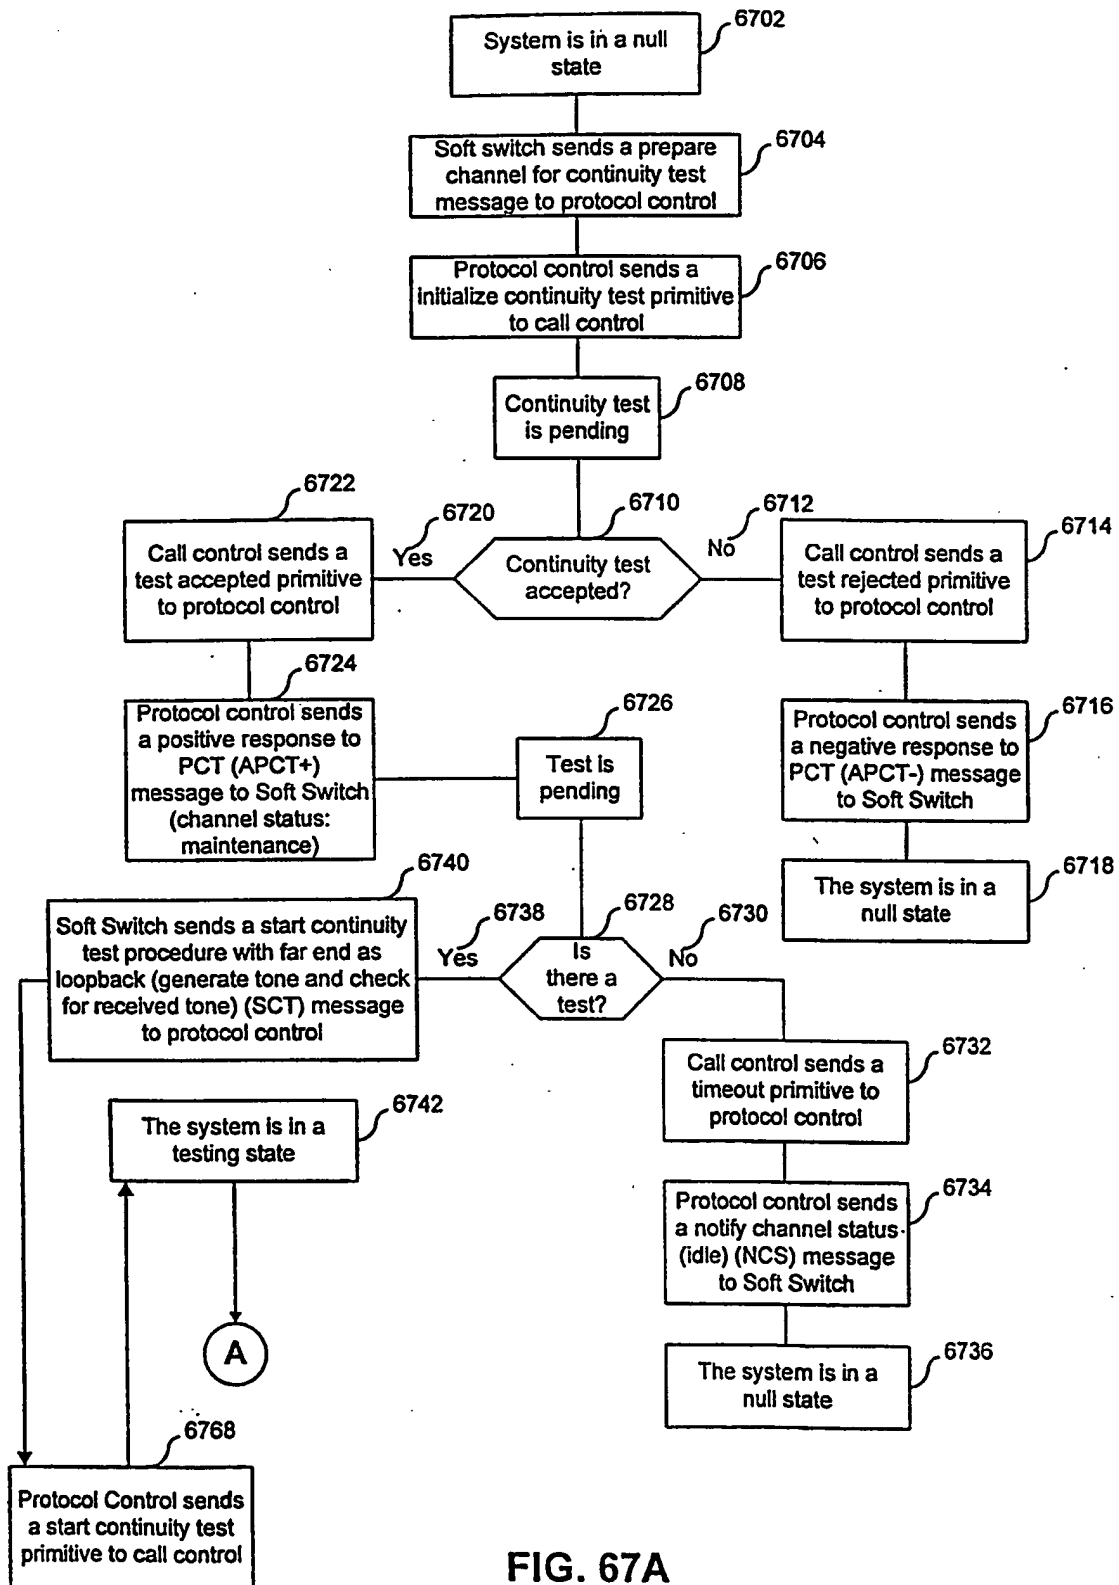 6702
System is in a null
state
6704
Soft switch sends a prepare
channel for continuity test
message to protocol control
6706
Protocol control sends a
initialize continuity test primitive
to call control
6708
Continuity test
is pending
6722
6720
6710
6712
6714
Call control sends a
test accepted primitive
to protocol control
Yes
Continuity test
accepted?
No
Call control sends a
test rejected primitive
to protocol control
6724
Protocol control sends
a positive response to
PCT (APCT+)
message to Soft Switch
(channel status:
maintenance)
6726
Test is
pending
6716
Protocol control sends
a negative response to
PCT (APCT-) message
to Soft Switch
6718
The system is in a
null state
6740
Soft Switch sends a start continuity
test procedure with far end as
loopback (generate tone and check
for received tone) (SCT) message
to protocol control
6738
Yes
6728
Is
there a
test?
6730
No
6732
Call control sends a
timeout primitive to
protocol control
6742
The system is in a
testing state
6734
Protocol control sends
a notify channel status
(idle) (NCS) message
to Soft Switch
A
6736
The system is in a
null state
6768
Protocol Control sends
a start continuity test
primitive to call control
FIG. 67A